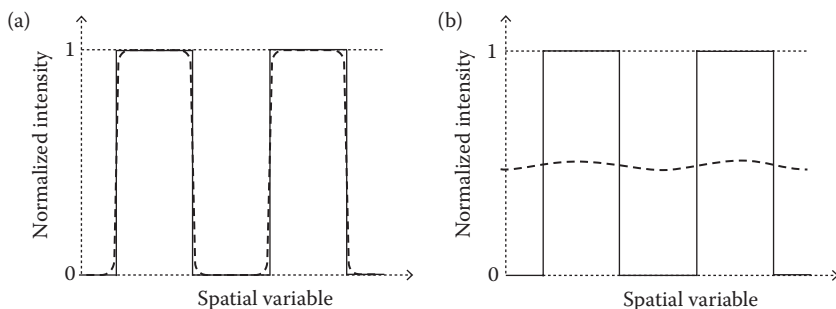 (a)
1
Normalized intensity
0
Spatial variable
(b)
1
Normalized intensity
0
Spatial variable